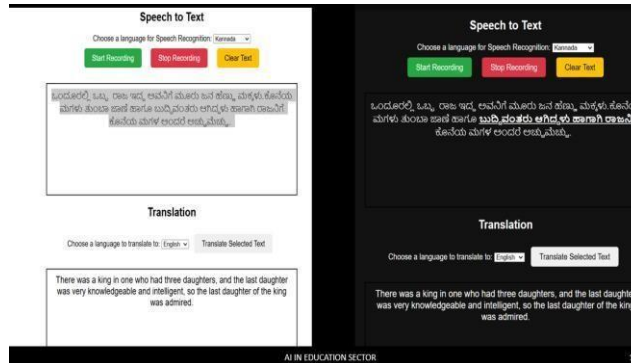 Speech to Text
Choose a language for Speech Recognition: Kannada
Start Recording Stop Recording Clear Text
ಒಂದೂರಲ್ಲಿ ಒಬ್ಬ ರಾಜ ಇದ್ದ ಅವನಿಗೆ ಮೂರು ಜನ ಹೆಣ್ಣು ಮಕ್ಕಳು.ಕೊನೆಯ
ಮಗಳು ತುಂಬಾ ಜಾಣೆ ಹಾಗೂ ಬುದ್ಧಿವಂತರು ಆಗಿದ್ದಳು ಹಾಗಾಗಿ ರಾಜನಿಗೆ
ಕೊನೆಯ ಮಗಳ ಅಂದರೆ ಅಚ್ಚುಮೆಚ್ಚು.
Translation
Choose a language to translate to: English Translate Selected Text
There was a king in one who had three daughters, and the last daughter
was very knowledgeable and intelligent, so the last daughter of the king
was admired.
Speech to Text
Choose a language for Speech Recognition: Kannada
Start Recording Stop Recording Clear Text
ಒಂದೂರಲ್ಲಿ ಒಬ್ಬ ರಾಜ ಇದ್ದ ಅವನಿಗೆ ಮೂರು ಜನ ಹೆಣ್ಣು ಮಕ್ಕಳು.ಕೊನೆಯ
ಮಗಳು ತುಂಬಾ ಜಾಣೆ ಹಾಗೂ ಬುದ್ಧಿವಂತರು ಆಗಿದ್ದಳು ಹಾಗಾಗಿ
ಕೊನೆಯ ಮಗಳ ಅಂದರೆ ಅಚ್ಚುಮೆಚ್ಚು.
Translation
Choose a language to translate to: English Translate Selected Text
There was a king in one who had three daughters, and the last
was very knowledgeable and intelligent, so the last daughter of the
was admired.
AI IN EDUCATION SECTOR